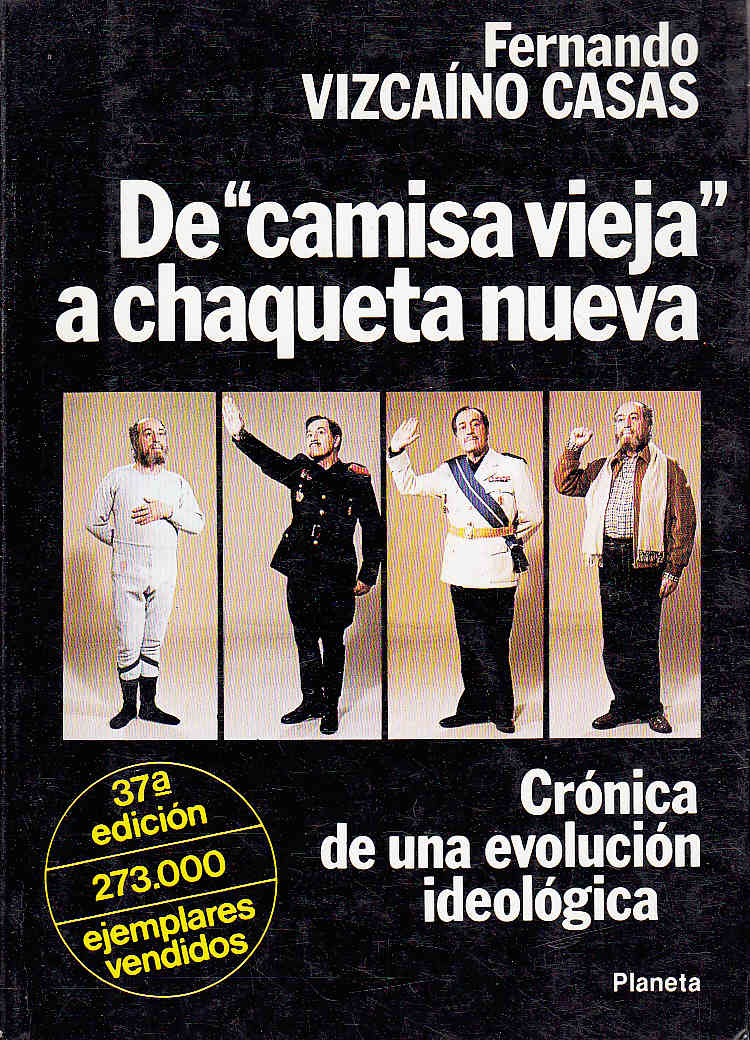 Fernando
VIZCAÍNO CASAS
De "camisa vieja"
a chaqueta nueva
37ª
edición
273.000
ejemplares
vendidos
Crónica
de una evolución
ideológica
Planeta